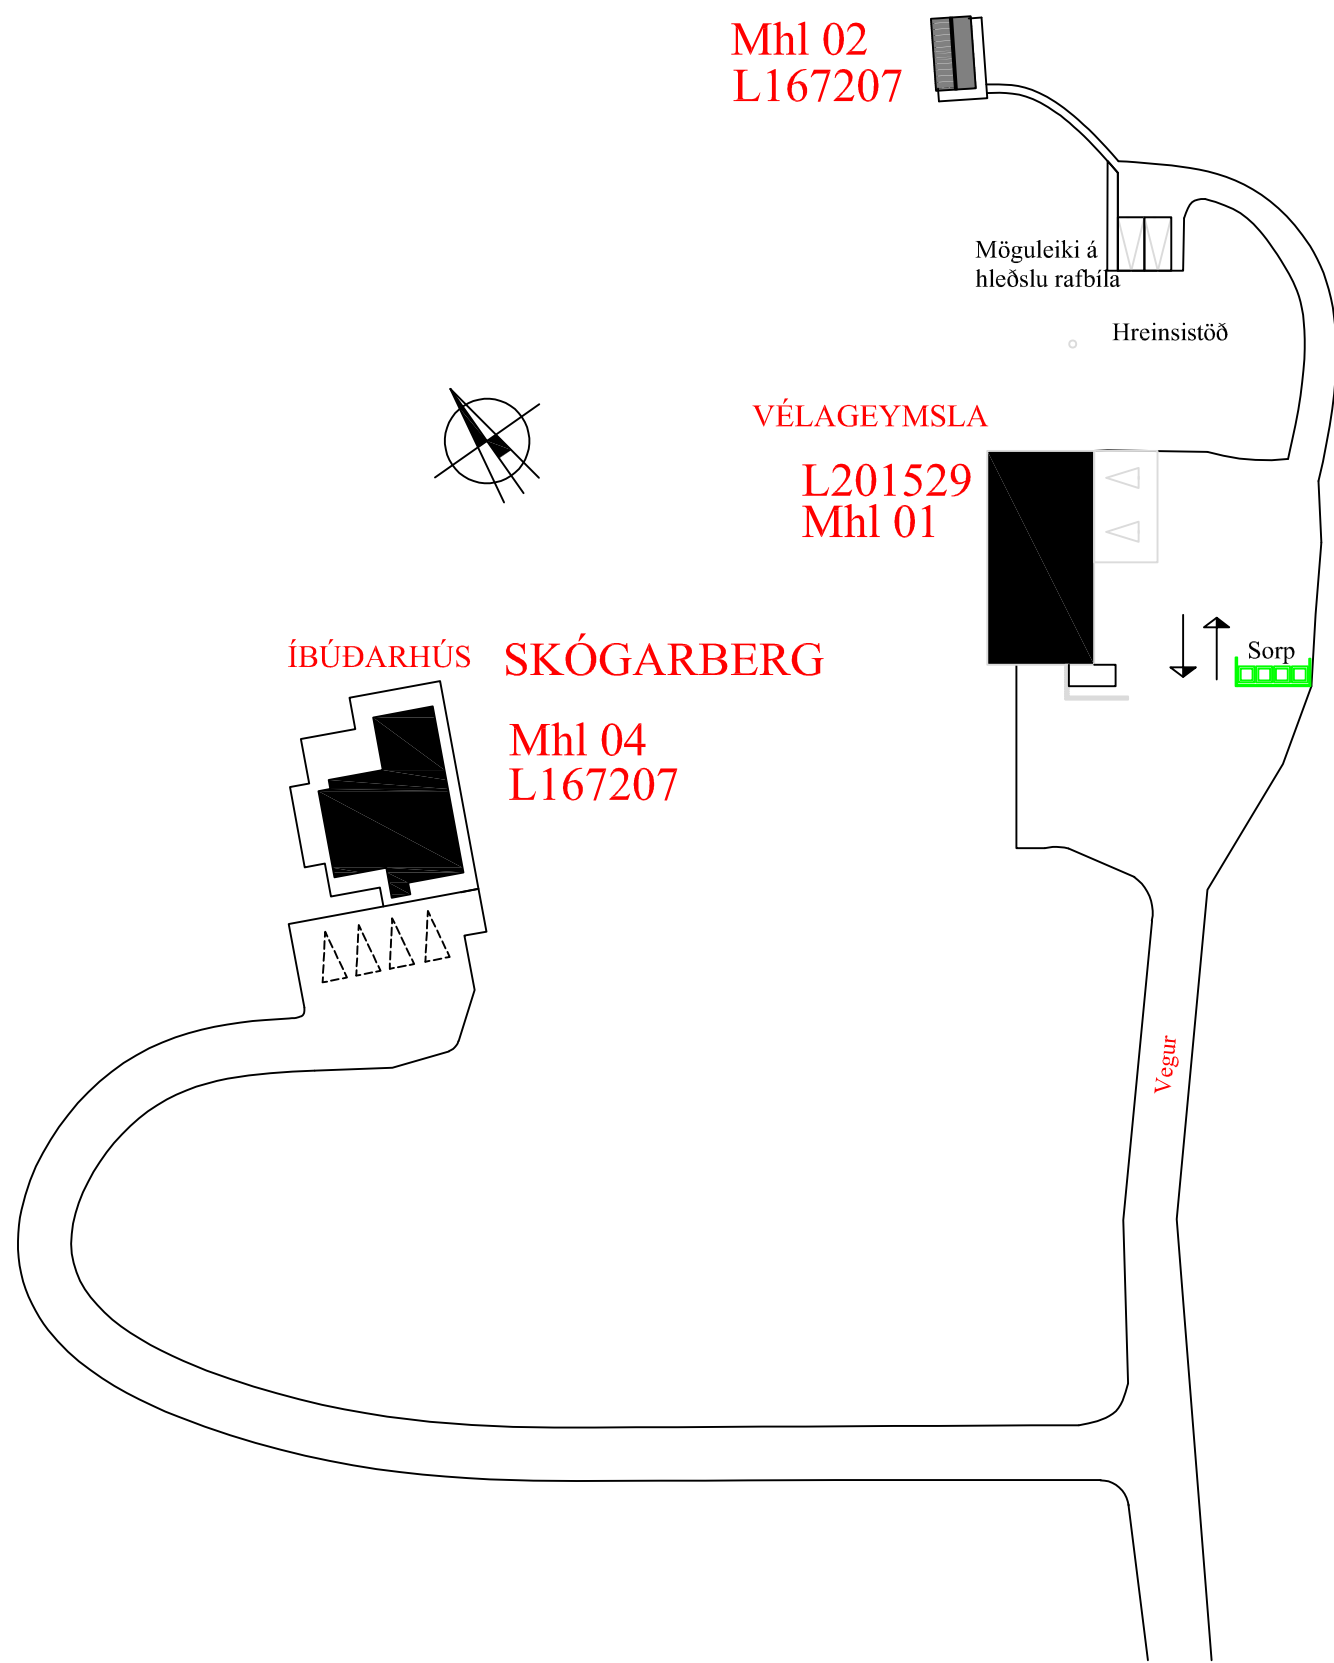 Mhl 02
L167207
Möguleiki á
hleðslu rafbíla
Hreinsistöð
VÉLAGEYMSLA
L201529
Mhl 01
ÍBÚÐARHÚS
SKÓGARBERG
Sorp
Mhl 04
L167207
Vegur